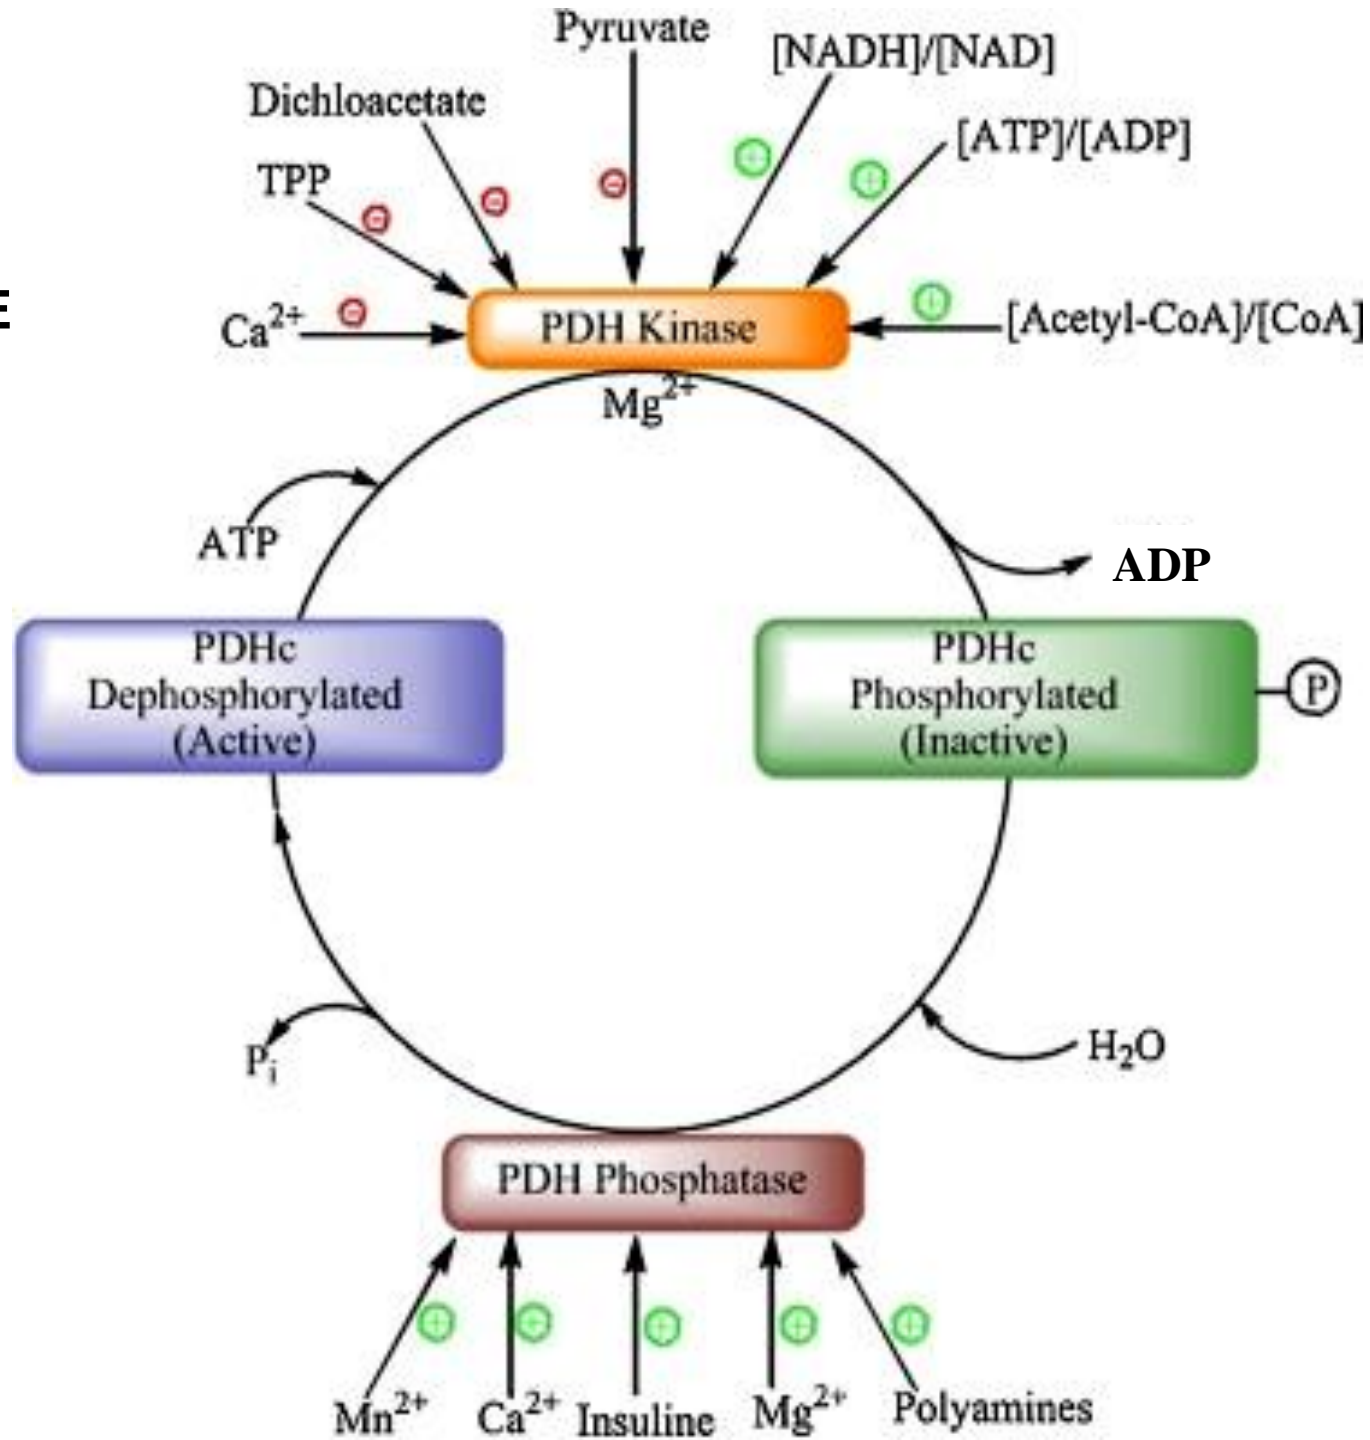 Pyruvate
[NADH]/[NAD]
Dichloacetate
[ATP]/[ADP]
TPP
E
Ca²⁺
PDH Kinase
[Acetyl-CoA]/[CoA]
Mg²⁺
ATP
ADP
PDHc
Dephosphorylated
(Active)
PDHc
Phosphorylated
(Inactive)
P
Pᵢ
H₂O
PDH Phosphatase
Mn²⁺
Ca²⁺
Insuline
Mg²⁺
Polyamines